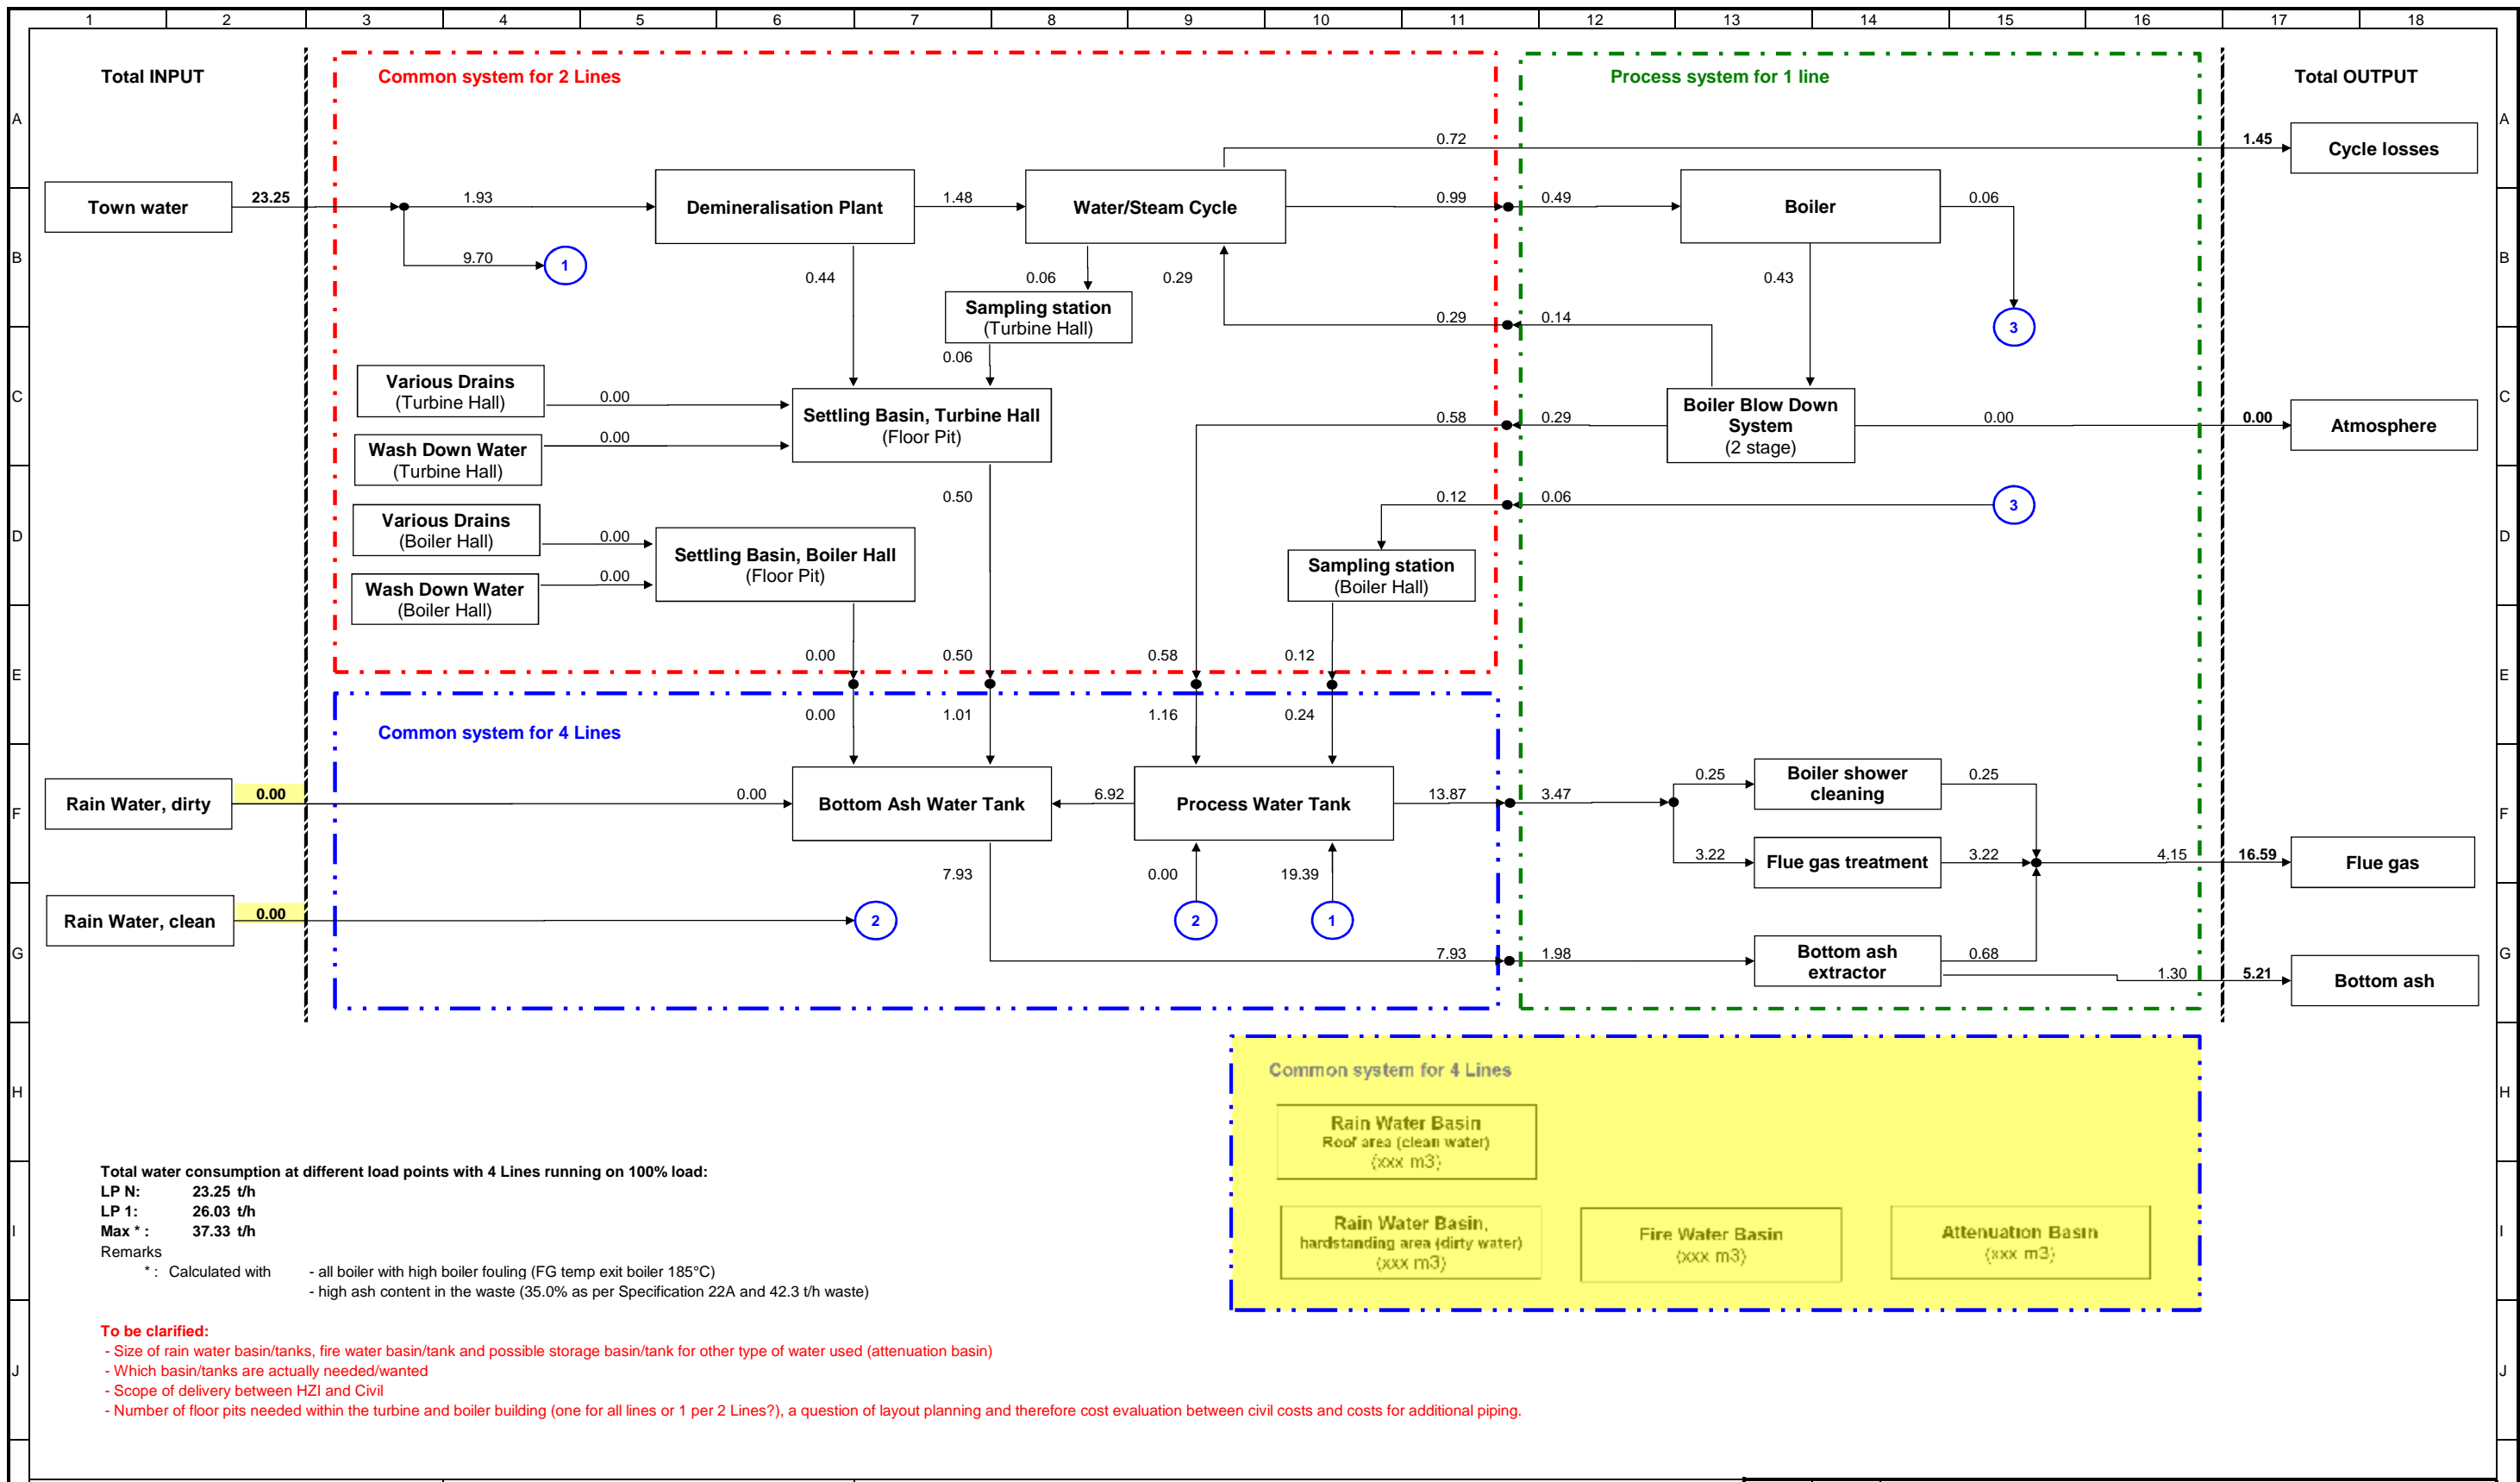 1 2 3 4 5 6 7 8 9 10 11 12 13 14 15 16 17 18
Total INPUT
Common system for 2 Lines
Process system for 1 line
Total OUTPUT
A
A
0.72
1.45
Cycle losses
Town water
23.25
1.93
Demineralisation Plant
1.48
Water/Steam Cycle
0.99
0.49
Boiler
0.06
B
B
9.70
1
0.44
0.06
0.29
0.43
Sampling station
(Turbine Hall)
0.29
0.14
3
0.06
Various Drains
(Turbine Hall)
0.00
C
C
Settling Basin, Turbine Hall
(Floor Pit)
0.58
0.29
Boiler Blow Down
System
(2 stage)
0.00
0.00
Atmosphere
Wash Down Water
(Turbine Hall)
0.00
0.50
0.12
0.06
3
Various Drains
(Boiler Hall)
0.00
D
D
Settling Basin, Boiler Hall
(Floor Pit)
Sampling station
(Boiler Hall)
Wash Down Water
(Boiler Hall)
0.00
0.00
0.50
0.58
0.12
E
E
0.00
1.01
1.16
0.24
Common system for 4 Lines
Rain Water, dirty
0.00
0.00
Bottom Ash Water Tank
6.92
Process Water Tank
13.87
3.47
0.25
Boiler shower
cleaning
0.25
F
F
3.22
Flue gas treatment
3.22
4.15
16.59
Flue gas
7.93
0.00
19.39
Rain Water, clean
0.00
2
2
1
G
G
7.93
1.98
Bottom ash
extractor
0.68
1.30
5.21
Bottom ash
H
H
Common system for 4 Lines
Rain Water Basin
Roof area (clean water)
(xxx m3)
Rain Water Basin,
hardstanding area (dirty water)
(xxx m3)
Fire Water Basin
(xxx m3)
Attenuation Basin
(xxx m3)
Total water consumption at different load points with 4 Lines running on 100% load:
LP N: 23.25 t/h
LP 1: 26.03 t/h
Max * : 37.33 t/h
I
I
Remarks
* : Calculated with - all boiler with high boiler fouling (FG temp exit boiler 185°C)
- high ash content in the waste (35.0% as per Specification 22A and 42.3 t/h waste)
To be clarified:
- Size of rain water basin/tanks, fire water basin/tank and possible storage basin/tank for other type of water used (attenuation basin)
- Which basin/tanks are actually needed/wanted
J
J
- Scope of delivery between HZI and Civil
- Number of floor pits needed within the turbine and boiler building (one for all lines or 1 per 2 Lines?), a question of layout planning and therefore cost evaluation between civil costs and costs for additional piping.